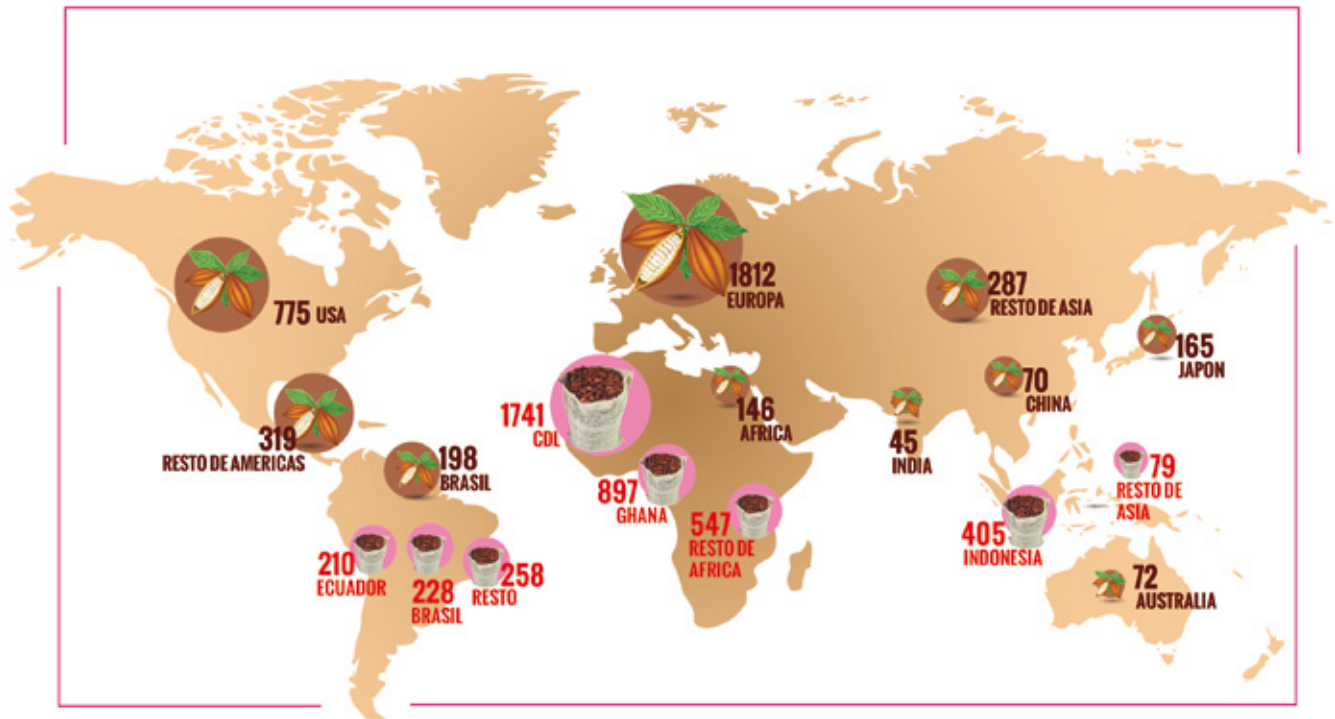 1812
EUROPA
775 USA
287
RESTO DE ASIA
165
JAPON
70
CHINA
146
AFRICA
1741
CDL
319
RESTO DE AMERICAS
198
BRASIL
45
INDIA
79
RESTO DE
ASIA
897
GHANA
547
RESTO DE
AFRICA
405
INDONESIA
210
ECUADOR
228
BRASIL
258
RESTO
72
AUSTRALIA